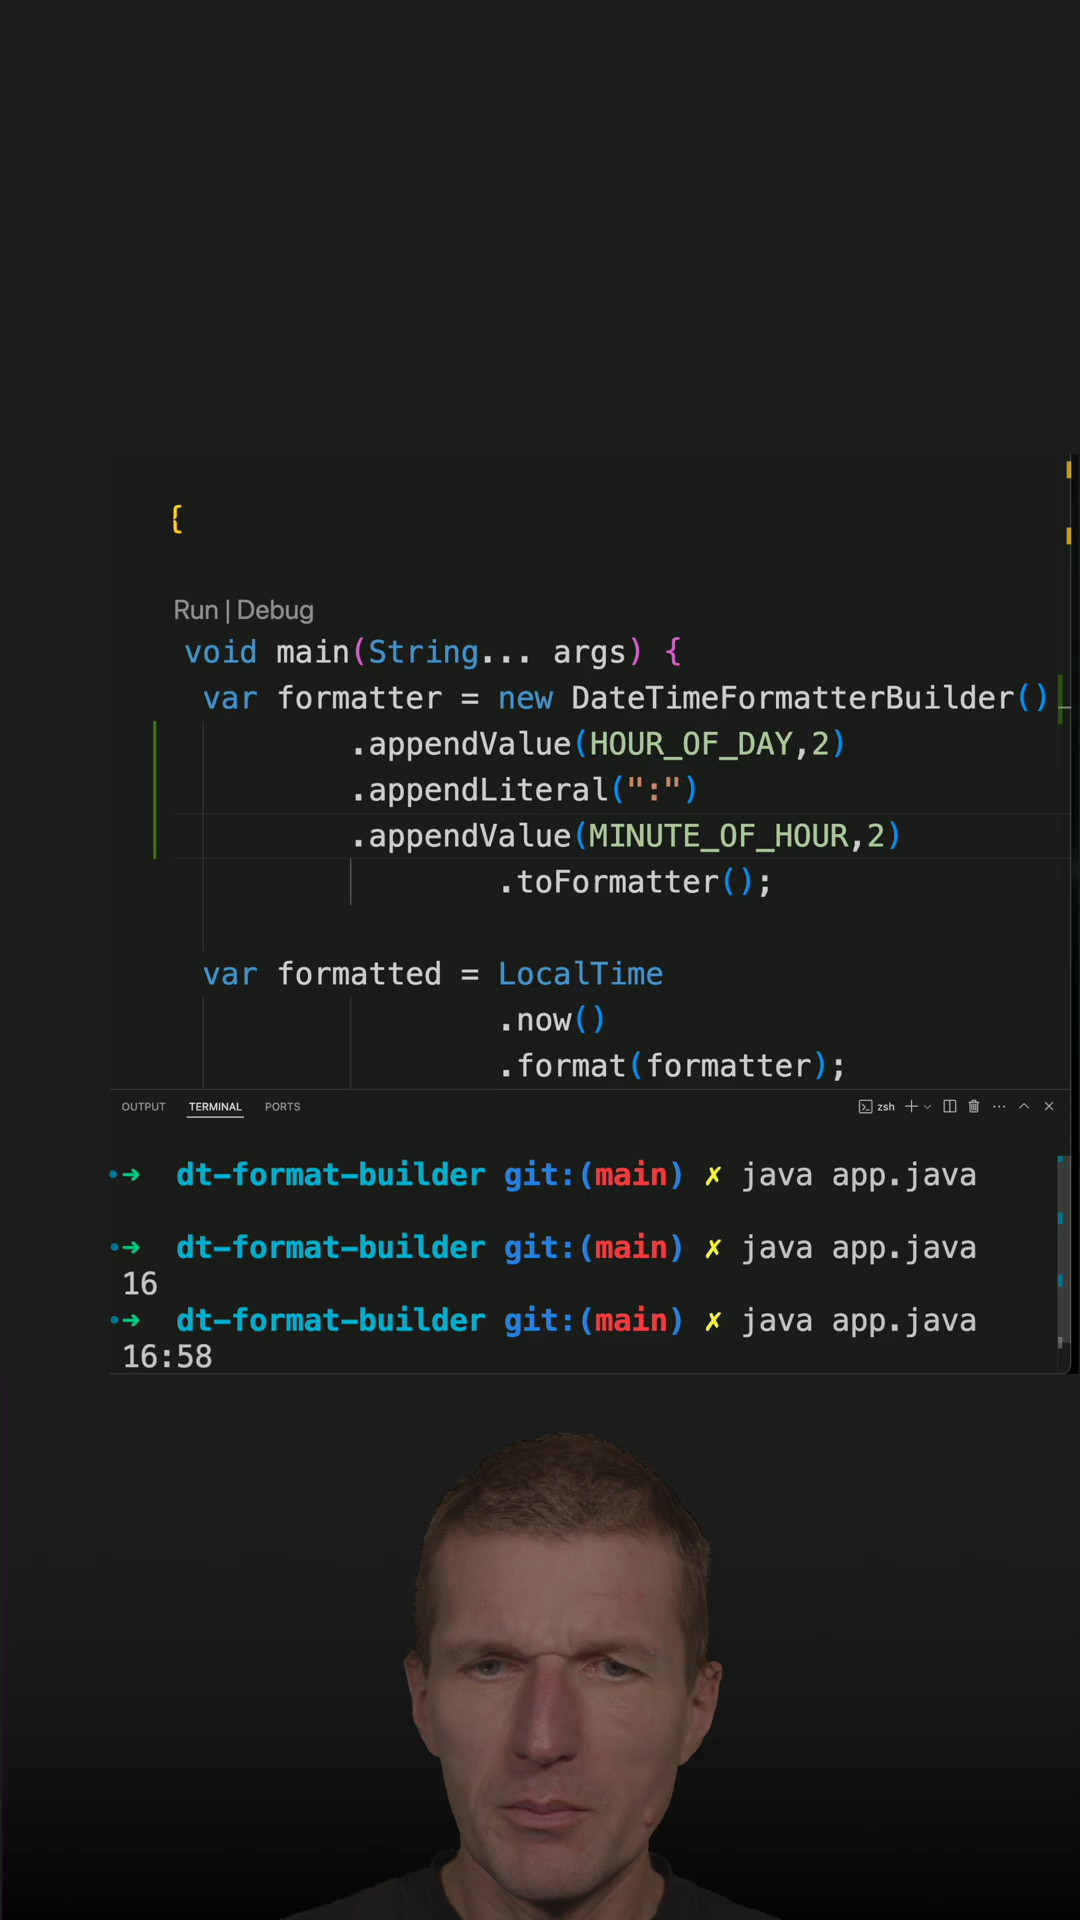 {
Run | Debug
void main(String... args) {
var formatter = new DateTimeFormatterBuilder()
.appendValue(HOUR_OF_DAY,2)
.appendLiteral(":")
.appendValue(MINUTE_OF_HOUR,2)
.toFormatter();
var formatted = LocalTime
.now()
.format(formatter);
OUTPUT TERMINAL PORTS zsh
➜ dt-format-builder git:(main) ✗ java app.java
➜ dt-format-builder git:(main) ✗ java app.java
16
➜ dt-format-builder git:(main) ✗ java app.java
16:58